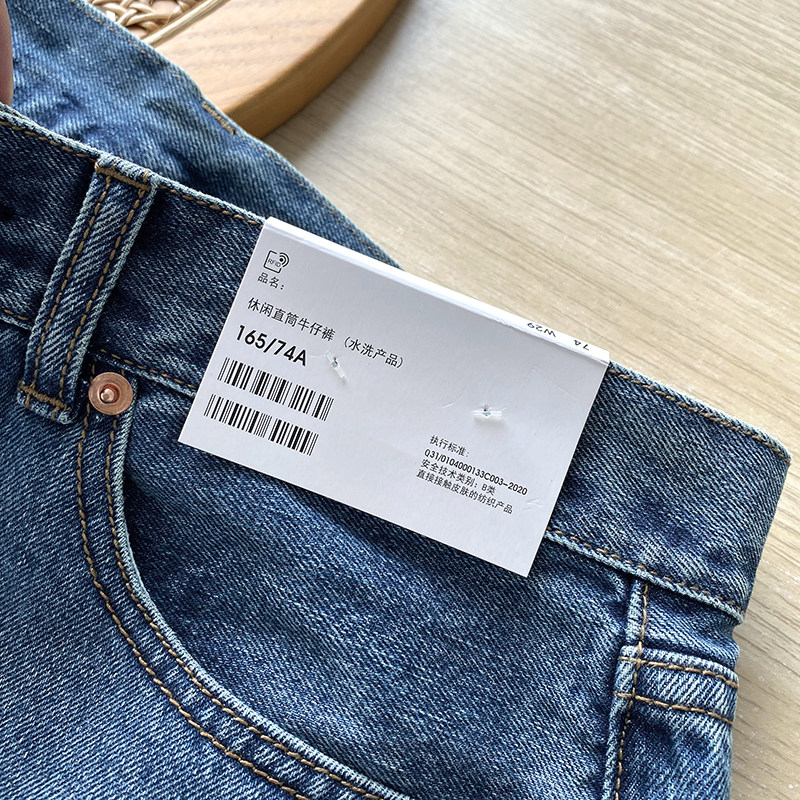 RFID
品名：
休闲直筒牛仔裤（水洗产品）
165/74A
74 W29
执行标准：
Q31/0104000133C003-2020
安全技术类别：B类
直接接触皮肤的纺织产品